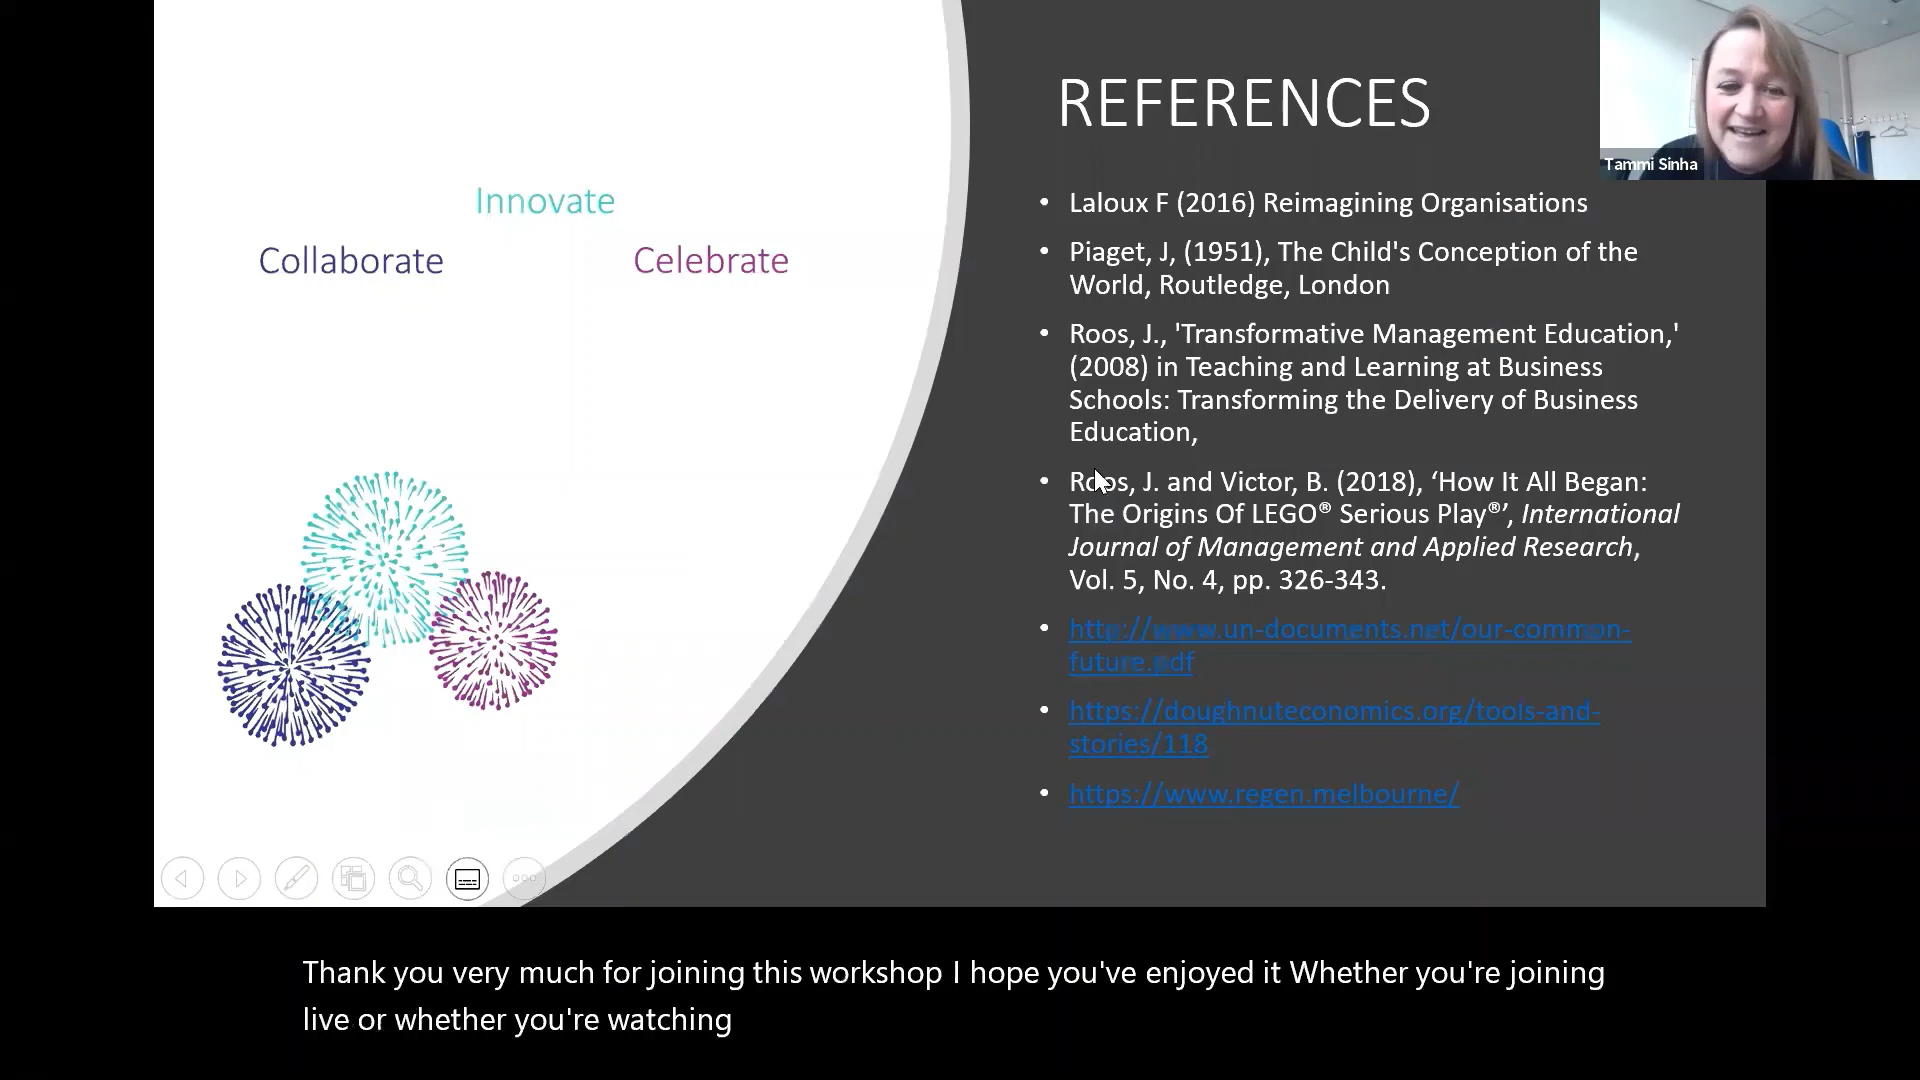 Innovate
Collaborate
Celebrate
REFERENCES
Tammi Sinha
• Laloux F (2016) Reimagining Organisations
• Piaget, J, (1951), The Child's Conception of the
World, Routledge, London
• Roos, J., 'Transformative Management Education,'
(2008) in Teaching and Learning at Business
Schools: Transforming the Delivery of Business
Education,
• Roos, J. and Victor, B. (2018), ‘How It All Began:
The Origins Of LEGO® Serious Play®’, International
Journal of Management and Applied Research,
Vol. 5, No. 4, pp. 326-343.
• http://www.un-documents.net/our-common-
future.pdf
• https://doughnuteconomics.org/tools-and-
stories/118
• https://www.regen.melbourne/
Thank you very much for joining this workshop I hope you've enjoyed it Whether you're joining
live or whether you're watching